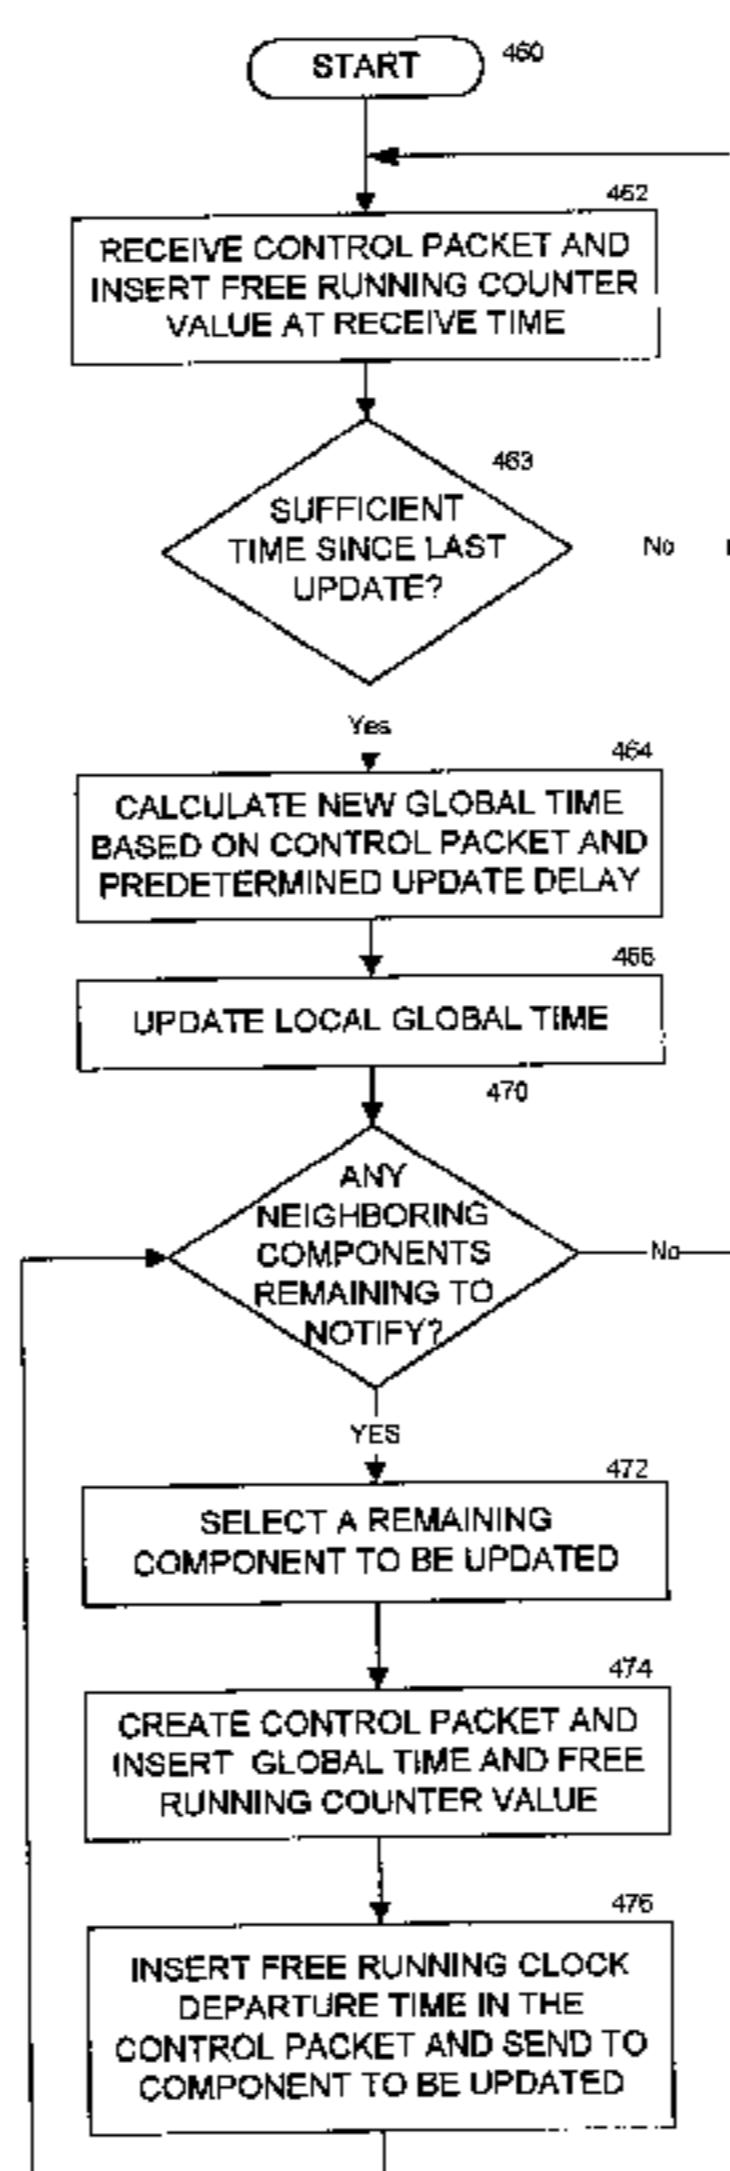 START
460
462
RECEIVE CONTROL PACKET AND
INSERT FREE RUNNING COUNTER
VALUE AT RECEIVE TIME
463
SUFFICIENT
TIME SINCE LAST
UPDATE?
No
Yes
464
CALCULATE NEW GLOBAL TIME
BASED ON CONTROL PACKET AND
PREDETERMINED UPDATE DELAY
466
UPDATE LOCAL GLOBAL TIME
470
ANY
NEIGHBORING
COMPONENTS
REMAINING TO
NOTIFY?
No
YES
472
SELECT A REMAINING
COMPONENT TO BE UPDATED
474
CREATE CONTROL PACKET AND
INSERT GLOBAL TIME AND FREE
RUNNING COUNTER VALUE
476
INSERT FREE RUNNING CLOCK
DEPARTURE TIME IN THE
CONTROL PACKET AND SEND TO
COMPONENT TO BE UPDATED